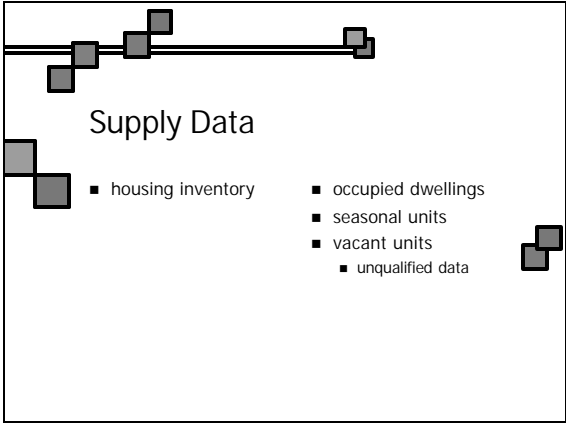 Supply Data
housing inventory
occupied dwellings
seasonal units
vacant units
unqualified data